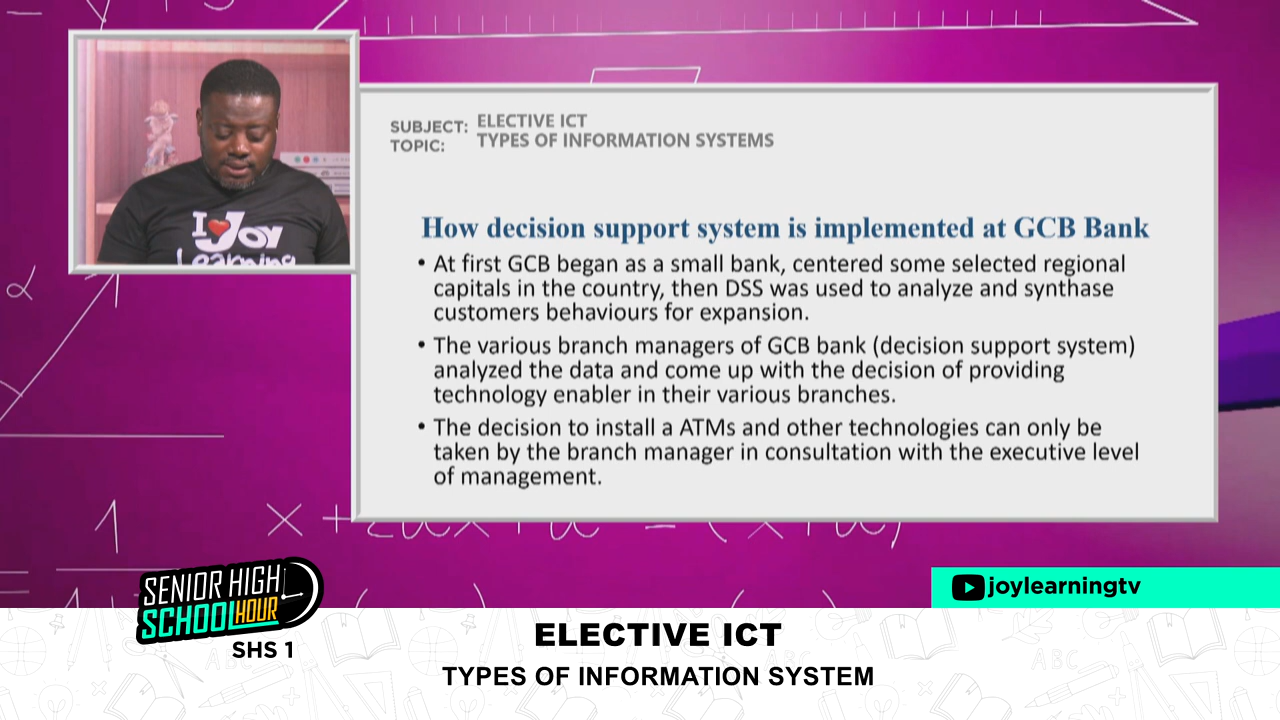 I ❤ Joy
Learning
SUBJECT: ELECTIVE ICT
TOPIC: TYPES OF INFORMATION SYSTEMS
How decision support system is implemented at GCB Bank
• At first GCB began as a small bank, centered some selected regional
capitals in the country, then DSS was used to analyze and synthase
customers behaviours for expansion.
• The various branch managers of GCB bank (decision support system)
analyzed the data and come up with the decision of providing
technology enabler in their various branches.
• The decision to install a ATMs and other technologies can only be
taken by the branch manager in consultation with the executive level
of management.
SENIOR HIGH
SCHOOL HOUR
SHS 1
joylearningtv
ELECTIVE ICT
TYPES OF INFORMATION SYSTEM